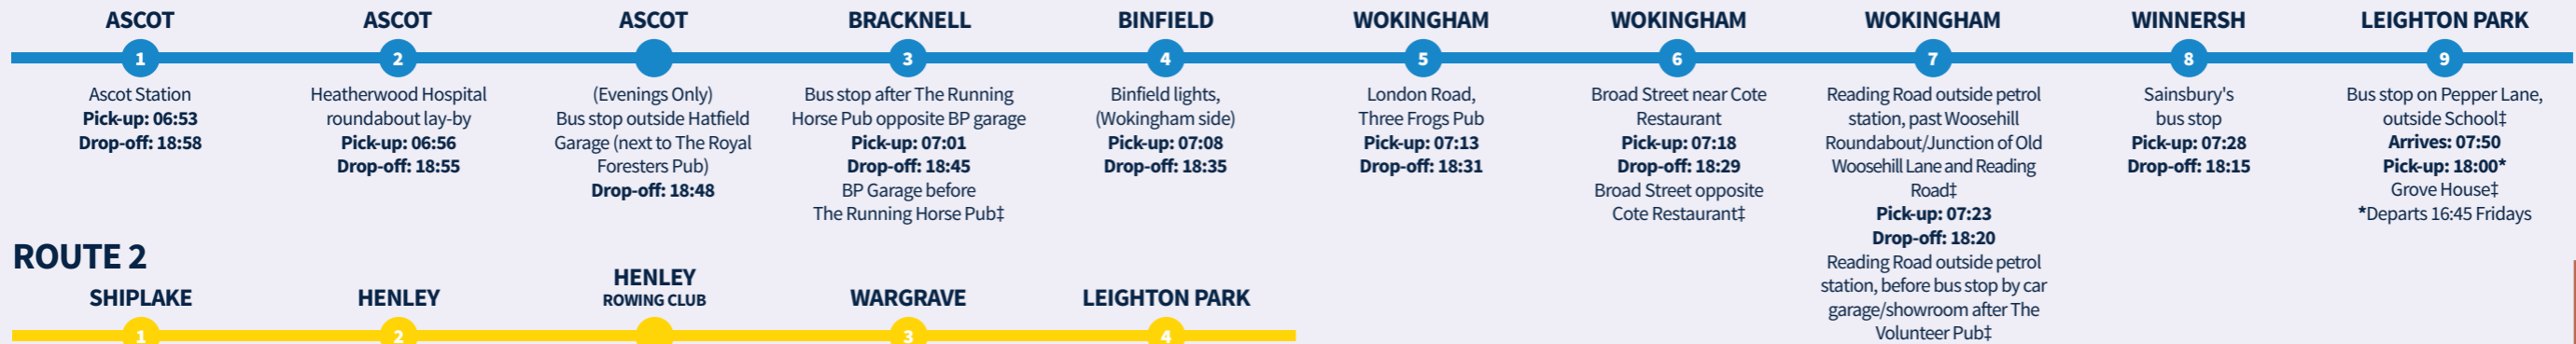 ASCOT
1
Ascot Station
Pick-up: 06:53
Drop-off: 18:58
ASCOT
2
Heatherwood Hospital
roundabout lay-by
Pick-up: 06:56
Drop-off: 18:55
ASCOT
(Evenings Only)
Bus stop outside Hatfield
Garage (next to The Royal
Foresters Pub)
Drop-off: 18:48
BRACKNELL
3
Bus stop after The Running
Horse Pub opposite BP garage
Pick-up: 07:01
Drop-off: 18:45
BP Garage before
The Running Horse Pub‡
BINFIELD
4
Binfield lights,
(Wokingham side)
Pick-up: 07:08
Drop-off: 18:35
WOKINGHAM
5
London Road,
Three Frogs Pub
Pick-up: 07:13
Drop-off: 18:31
WOKINGHAM
6
Broad Street near Cote
Restaurant
Pick-up: 07:18
Drop-off: 18:29
Broad Street opposite
Cote Restaurant‡
WOKINGHAM
7
Reading Road outside petrol
station, past Woosehill
Roundabout/Junction of Old
Woosehill Lane and Reading
Road‡
Pick-up: 07:23
Drop-off: 18:20
Reading Road outside petrol
station, before bus stop by car
garage/showroom after The
Volunteer Pub‡
WINNERSH
8
Sainsbury's
bus stop
Pick-up: 07:28
Drop-off: 18:15
LEIGHTON PARK
9
Bus stop on Pepper Lane,
outside School‡
Arrives: 07:50
Pick-up: 18:00*
Grove House‡
*Departs 16:45 Fridays
ROUTE 2
SHIPLAKE
1
HENLEY
2
HENLEY
ROWING CLUB
WARGRAVE
3
LEIGHTON PARK
4